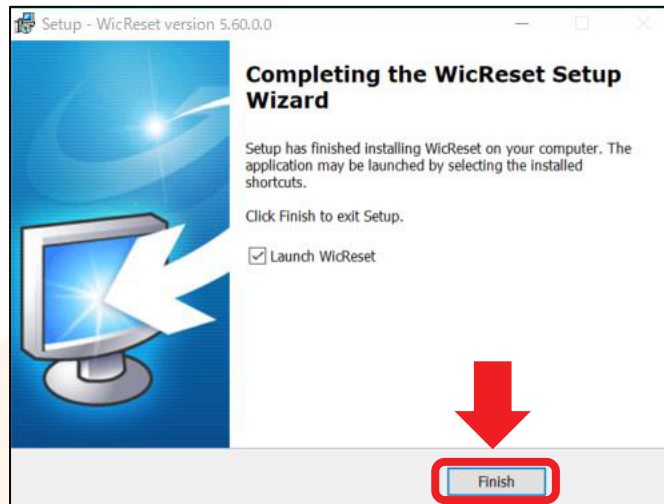 Setup - WicReset version 5.60.0.0
Completing the WicReset Setup
Wizard
Setup has finished installing WicReset on your computer. The
application may be launched by selecting the installed
shortcuts.
Click Finish to exit Setup.
Launch WicReset
Finish